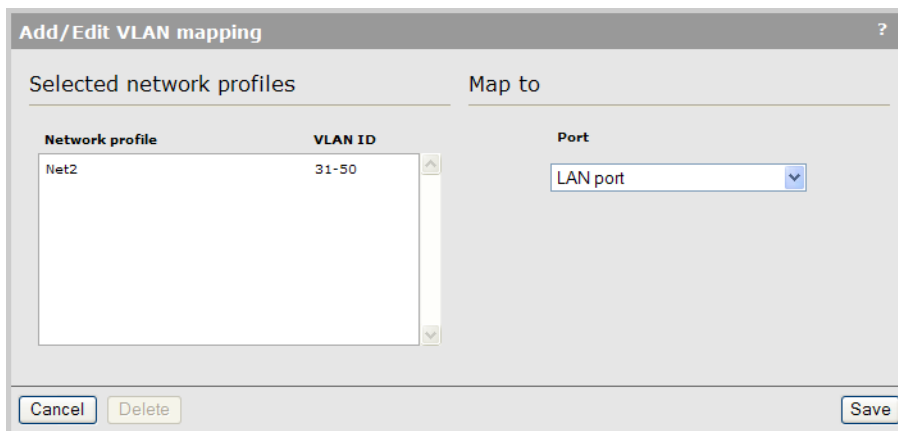 Add/Edit VLAN mapping ?
Selected network profiles
Network profile VLAN ID
Net2 31-50
Map to
Port
LAN port
Cancel Delete Save